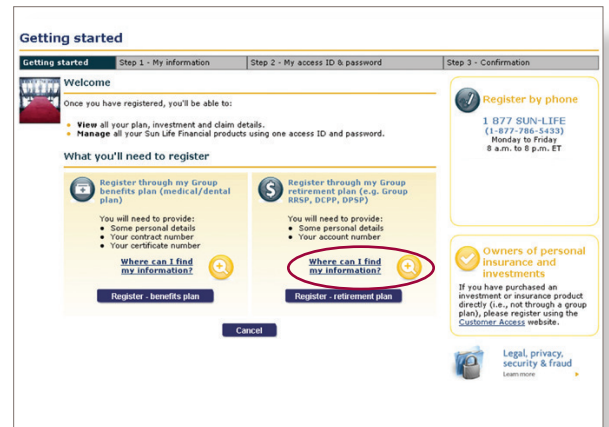 Getting started
Getting started
Step 1 - My information
Step 2 - My access ID & password
Step 3 - Confirmation
Welcome
Once you have registered, you'll be able to:
• View all your plan, investment and claim details.
• Manage all your Sun Life Financial products using one access ID and password.
What you'll need to register
Register through my Group
benefits plan (medical/dental
plan)
You will need to provide:
• Some personal details
• Your contract number
• Your certificate number
Where can I find
my information?
Register - benefits plan
Register through my Group
retirement plan (e.g. Group
RRSP, DCPP, DPSP)
You will need to provide:
• Some personal details
• Your account number
Where can I find
my information?
Register - retirement plan
Cancel
Register by phone
1 877 SUN-LIFE
(1-877-786-5433)
Monday to Friday
8 a.m. to 8 p.m. ET
Owners of personal
insurance and
investments
If you have purchased an
investment or insurance product
directly (i.e., not through a group
plan), please register using the
Customer Access website.
Legal, privacy,
security & fraud
Learn more